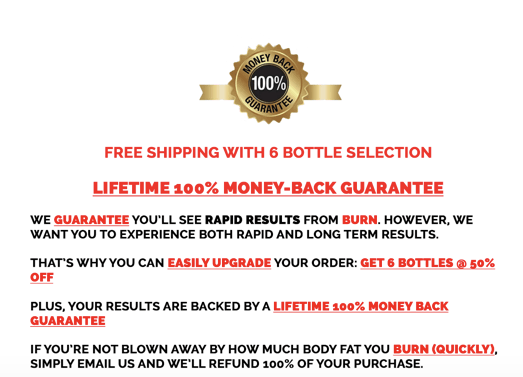 MONEY BACK
100%
GUARANTEE
FREE SHIPPING WITH 6 BOTTLE SELECTION
LIFETIME 100% MONEY-BACK GUARANTEE
WE GUARANTEE YOU'LL SEE RAPID RESULTS FROM BURN. HOWEVER, WE
WANT YOU TO EXPERIENCE BOTH RAPID AND LONG TERM RESULTS.
THAT'S WHY YOU CAN EASILY UPGRADE YOUR ORDER: GET 6 BOTTLES @ 50%
OFF
PLUS, YOUR RESULTS ARE BACKED BY A LIFETIME 100% MONEY BACK
GUARANTEE
IF YOU'RE NOT BLOWN AWAY BY HOW MUCH BODY FAT YOU BURN (QUICKLY),
SIMPLY EMAIL US AND WE'LL REFUND 100% OF YOUR PURCHASE.